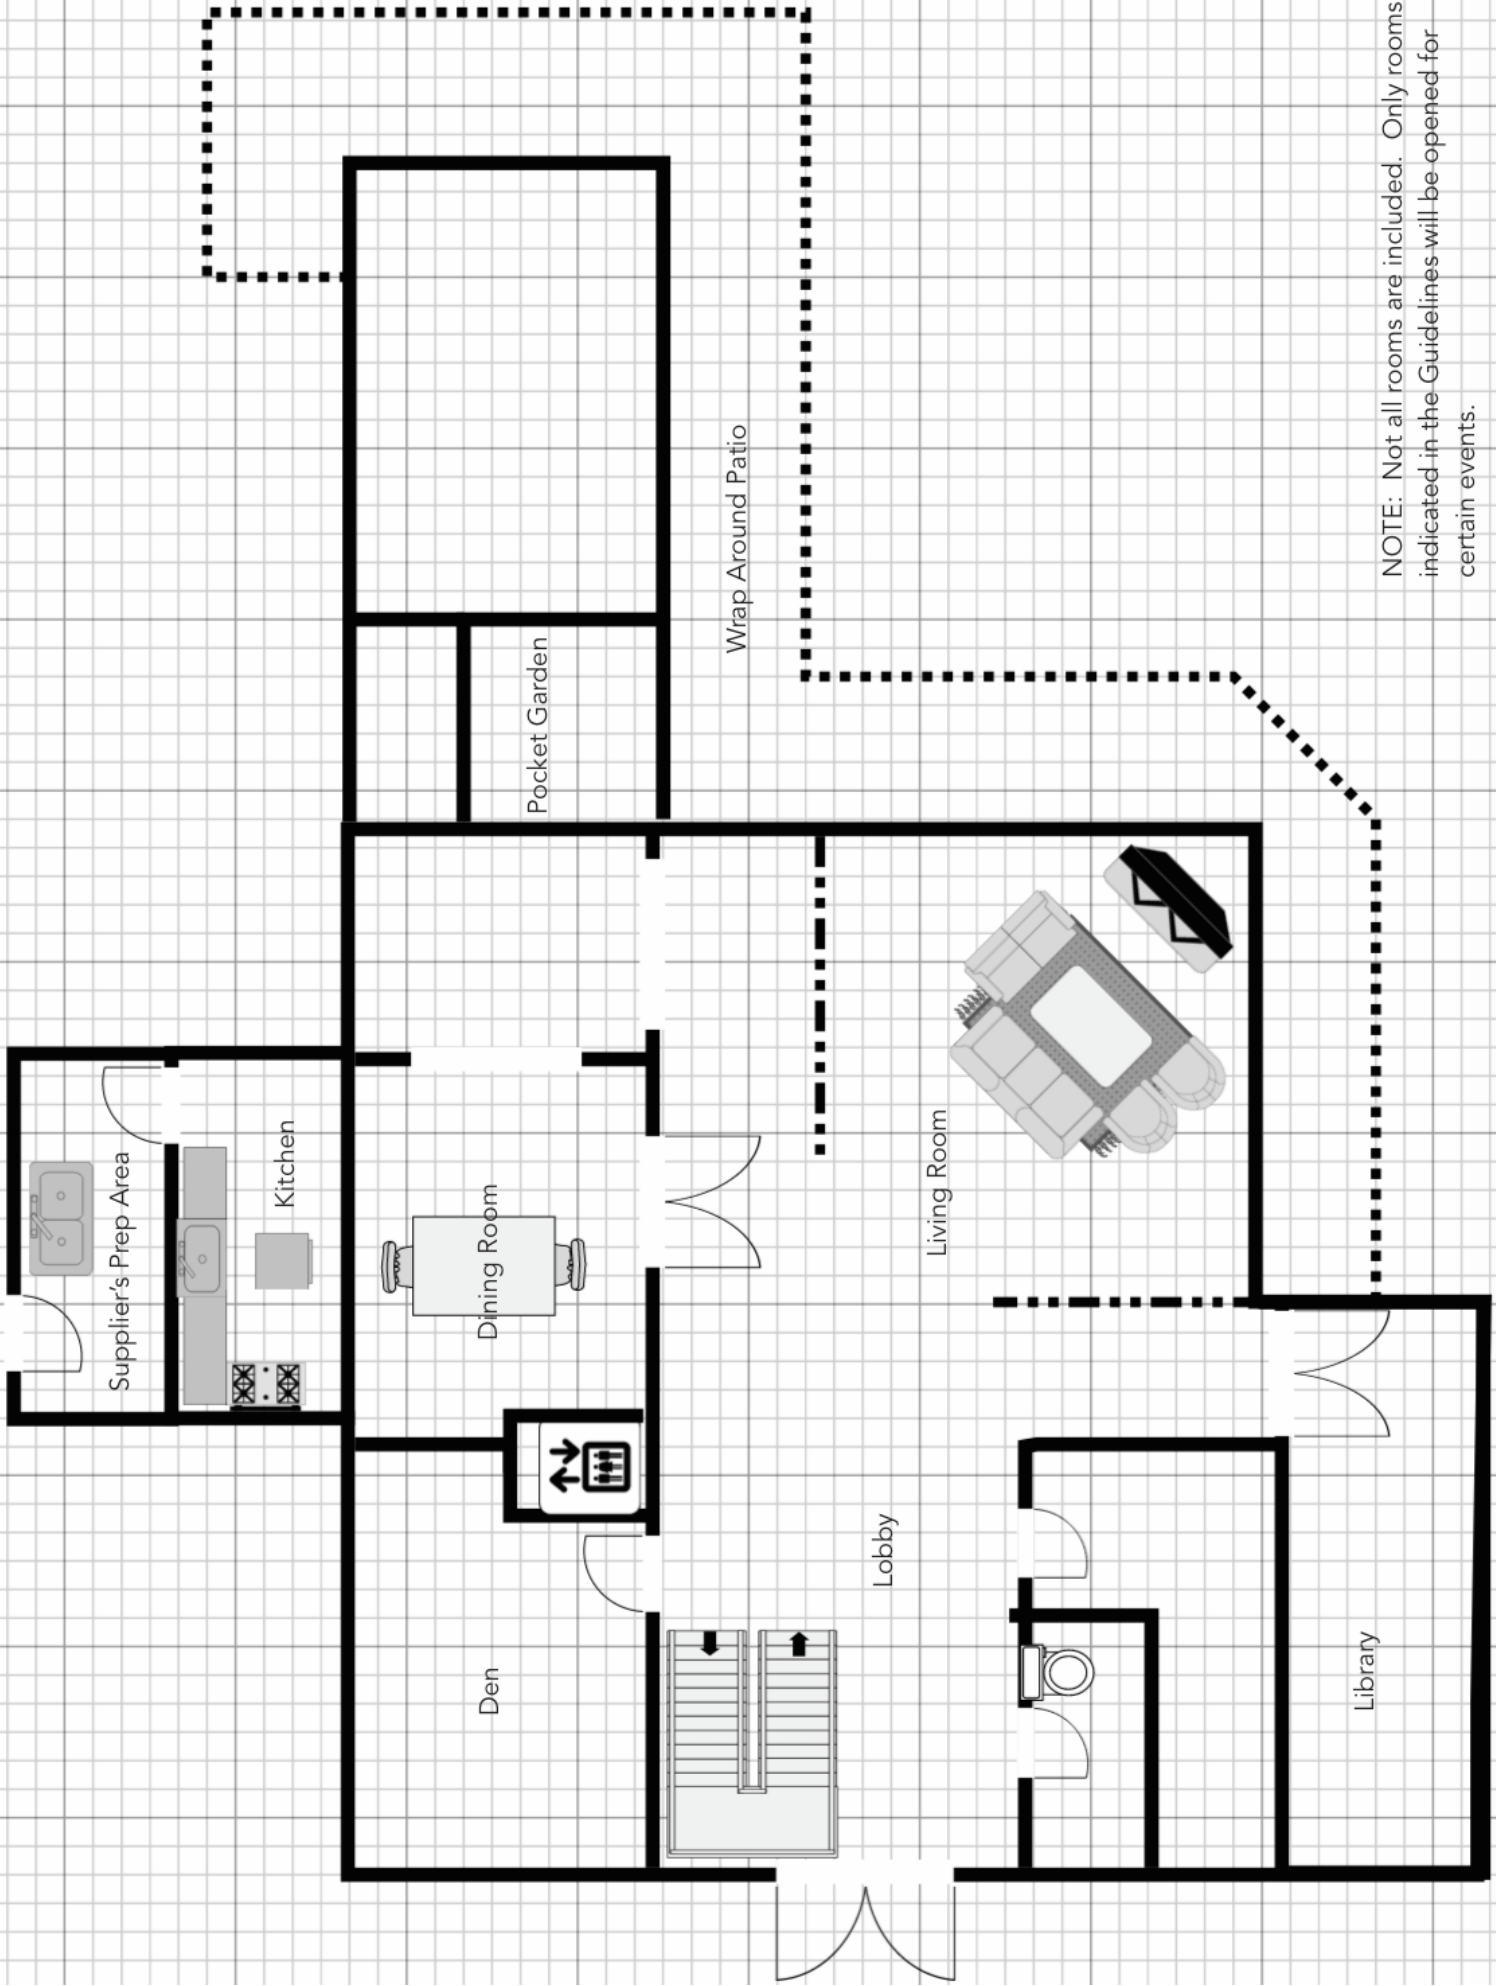 Supplier's Prep Area
Kitchen
Dining Room
Den
Pocket Garden
Wrap Around Patio
Lobby
Living Room
Library
NOTE: Not all rooms are included. Only rooms
indicated in the Guidelines will be opened for
certain events.